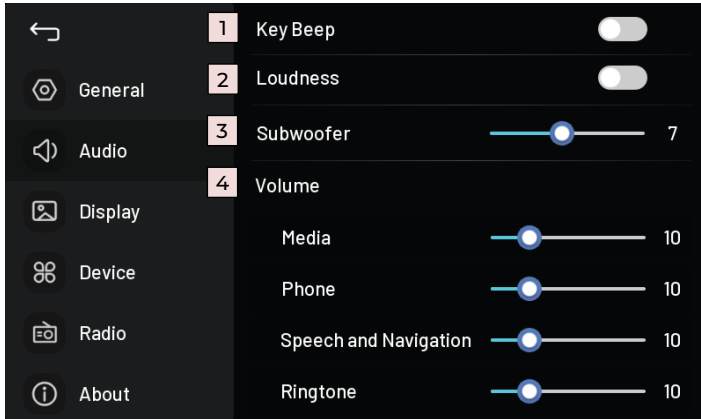 1 Key Beep
General
2 Loudness
Audio
3 Subwoofer 7
4 Volume
Display
Media 10
Device
Phone 10
Radio
Speech and Navigation 10
About
Ringtone 10